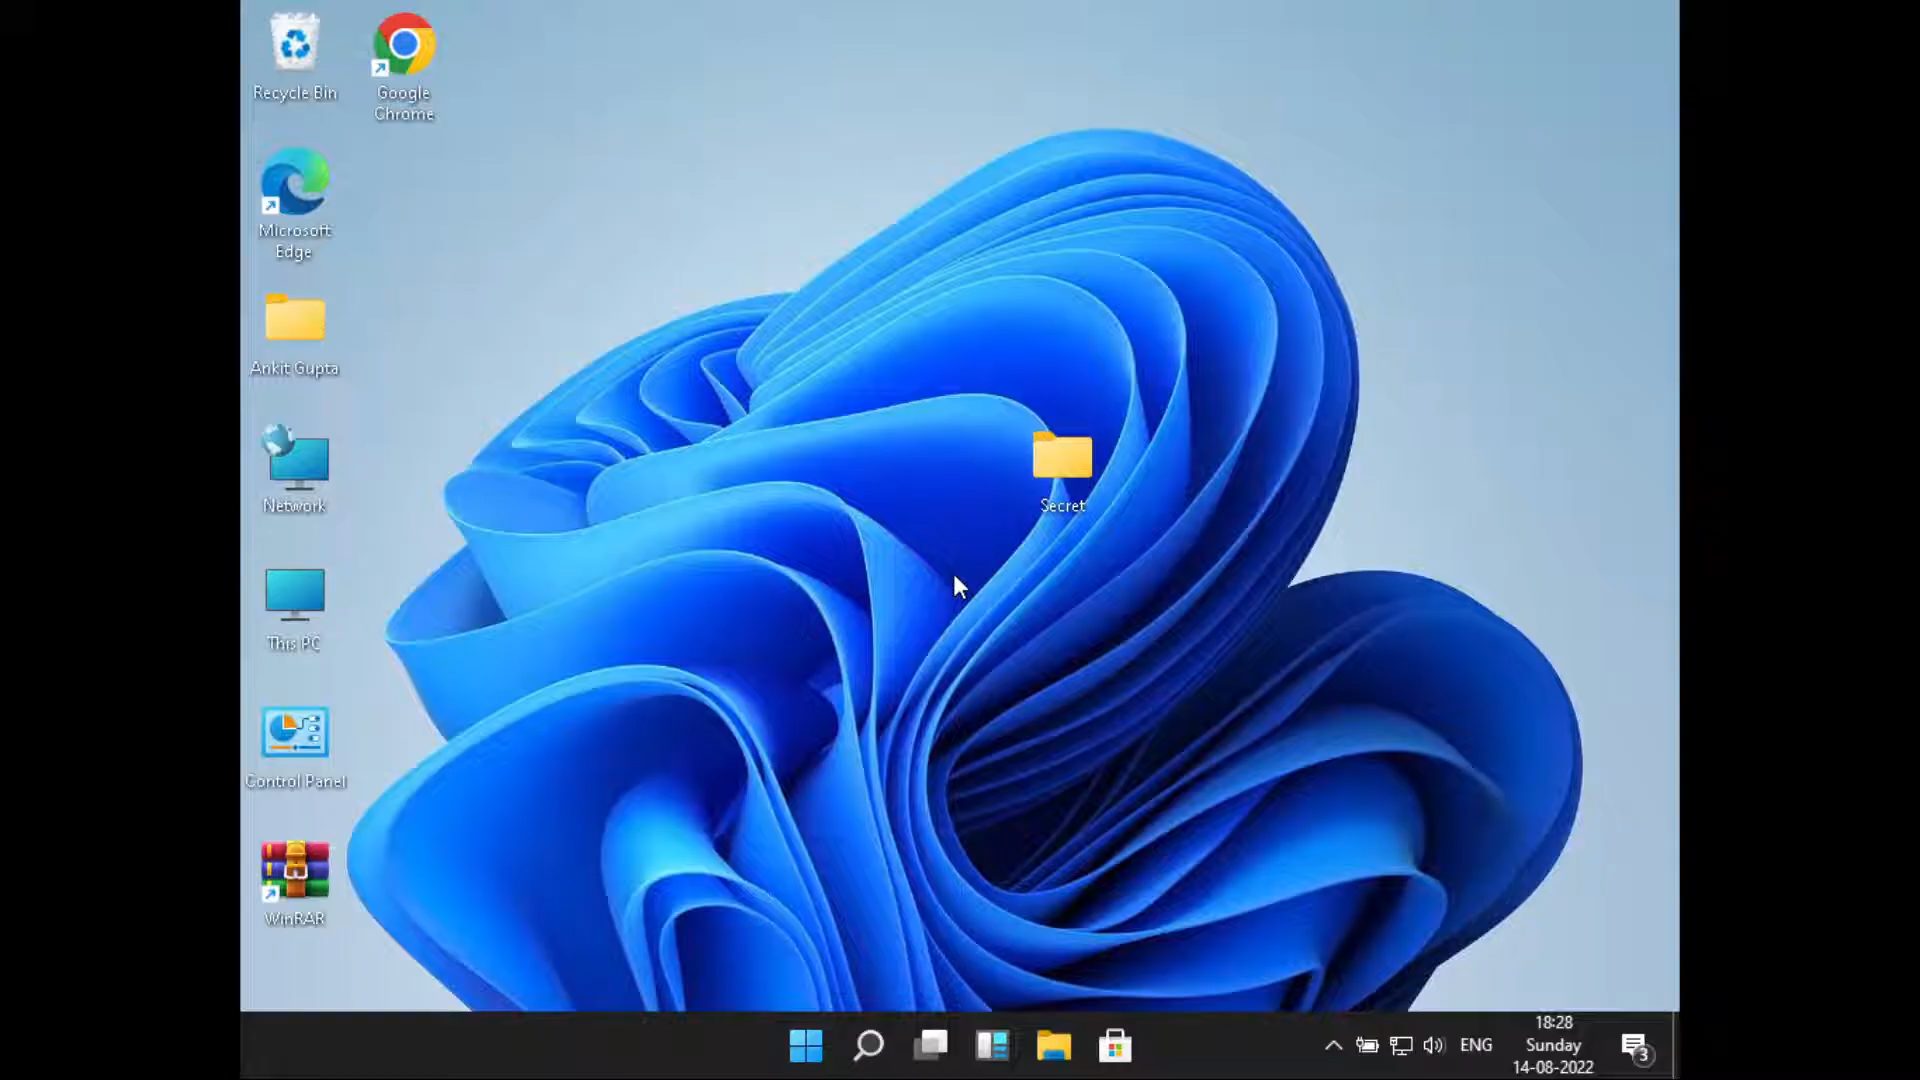 Recycle Bin
Google
Chrome
Microsoft
Edge
Ankit Gupta
Network
Secret
This PC
Control Panel
WinRAR
ENG
18:28
Sunday
14-08-2022
3